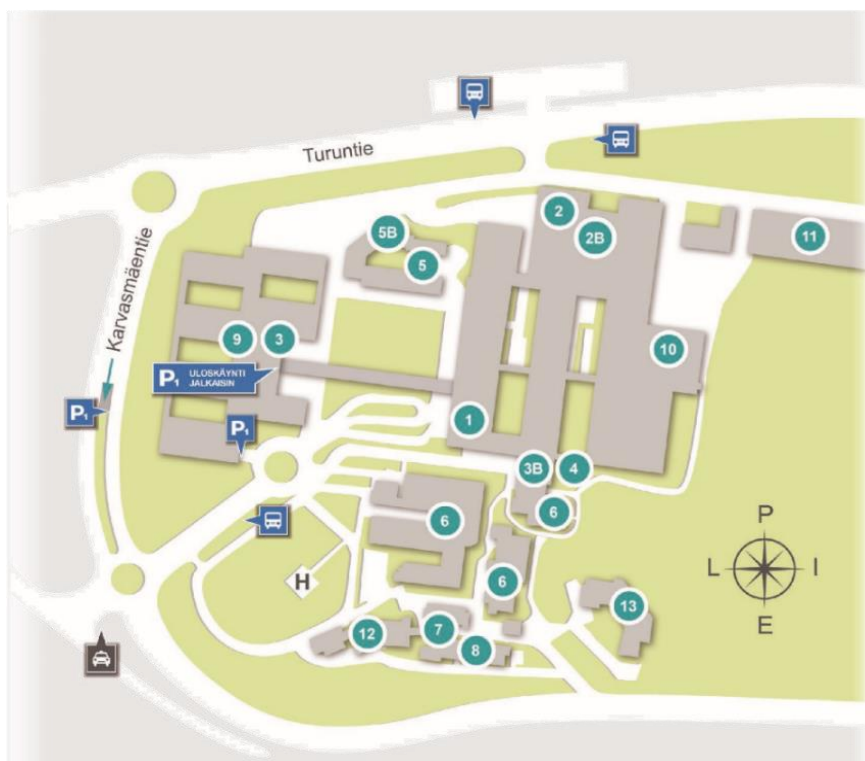 Turuntie
2
5B
2B
11
5
Karvasmäentie
9
3
10
P1 ULOSKÄYNTI
JALKAISIN
P1
1
P1
3B
4
6
6
P
L
I
E
6
H
13
12
7
8